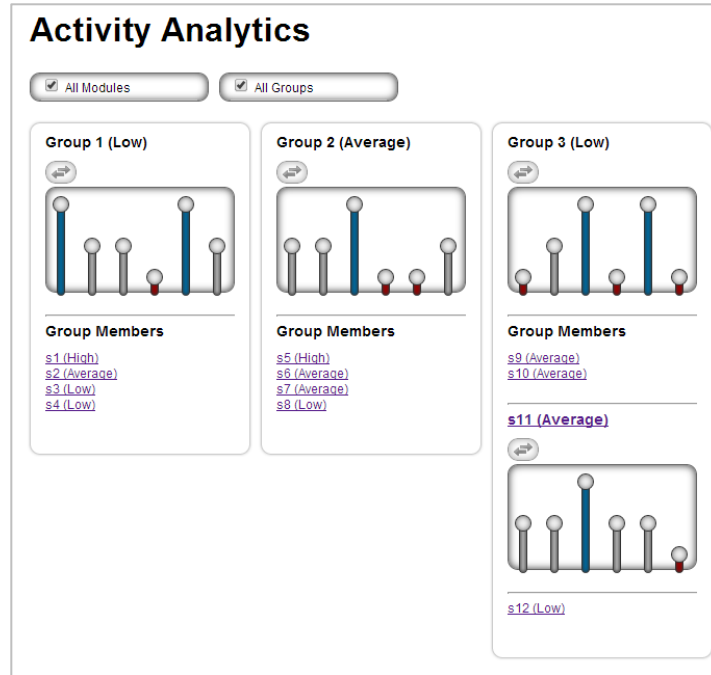 Activity Analytics
All Modules
All Groups
Group 1 (Low)
Group Members
s1 (High)
s2 (Average)
s3 (Low)
s4 (Low)
Group 2 (Average)
Group Members
s5 (High)
s6 (Average)
s7 (Average)
s8 (Low)
Group 3 (Low)
Group Members
s9 (Average)
s10 (Average)
s11 (Average)
s12 (Low)